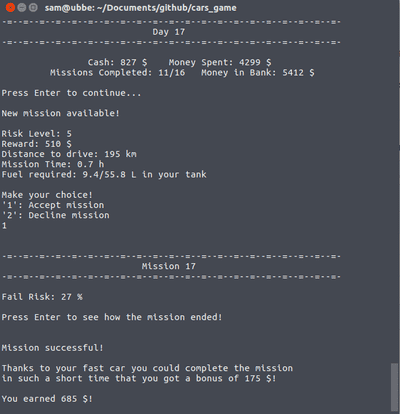 sam@ubbe: ~/Documents/github/cars_game
-=--=--=--=--=--=--=--=--=--=--=--=--=--=--=--=--=--=--=--=--=-
Day 17
-=--=--=--=--=--=--=--=--=--=--=--=--=--=--=--=--=--=--=--=--=-
Cash: 827 $ Money Spent: 4299 $
Missions Completed: 11/16 Money in Bank: 5412 $
Press Enter to continue...
New mission available!
Risk Level: 5
Reward: 510 $
Distance to drive: 195 km
Mission Time: 0.7 h
Fuel required: 9.4/55.8 L in your tank
Make your choice!
'1': Accept mission
'2': Decline mission
1
-=--=--=--=--=--=--=--=--=--=--=--=--=--=--=--=--=--=--=--=--=-
Mission 17
-=--=--=--=--=--=--=--=--=--=--=--=--=--=--=--=--=--=--=--=--=-
Fail Risk: 27 %
Press Enter to see how the mission ended!
Mission successful!
Thanks to your fast car you could complete the mission
in such a short time that you got a bonus of 175 $!
You earned 685 $!